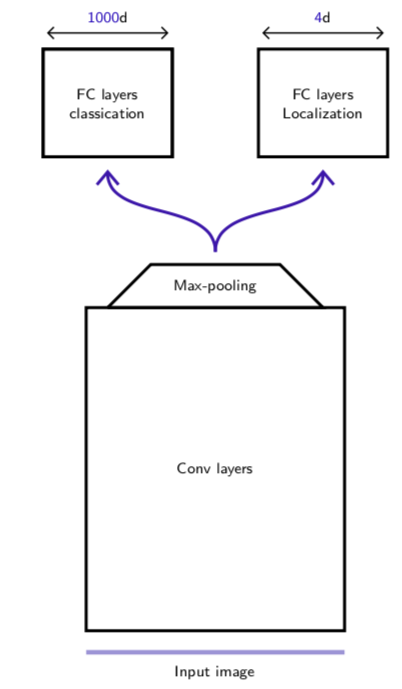 1000d
4d
FC layers
classication
FC layers
Localization
Max-pooling
Conv layers
Input image